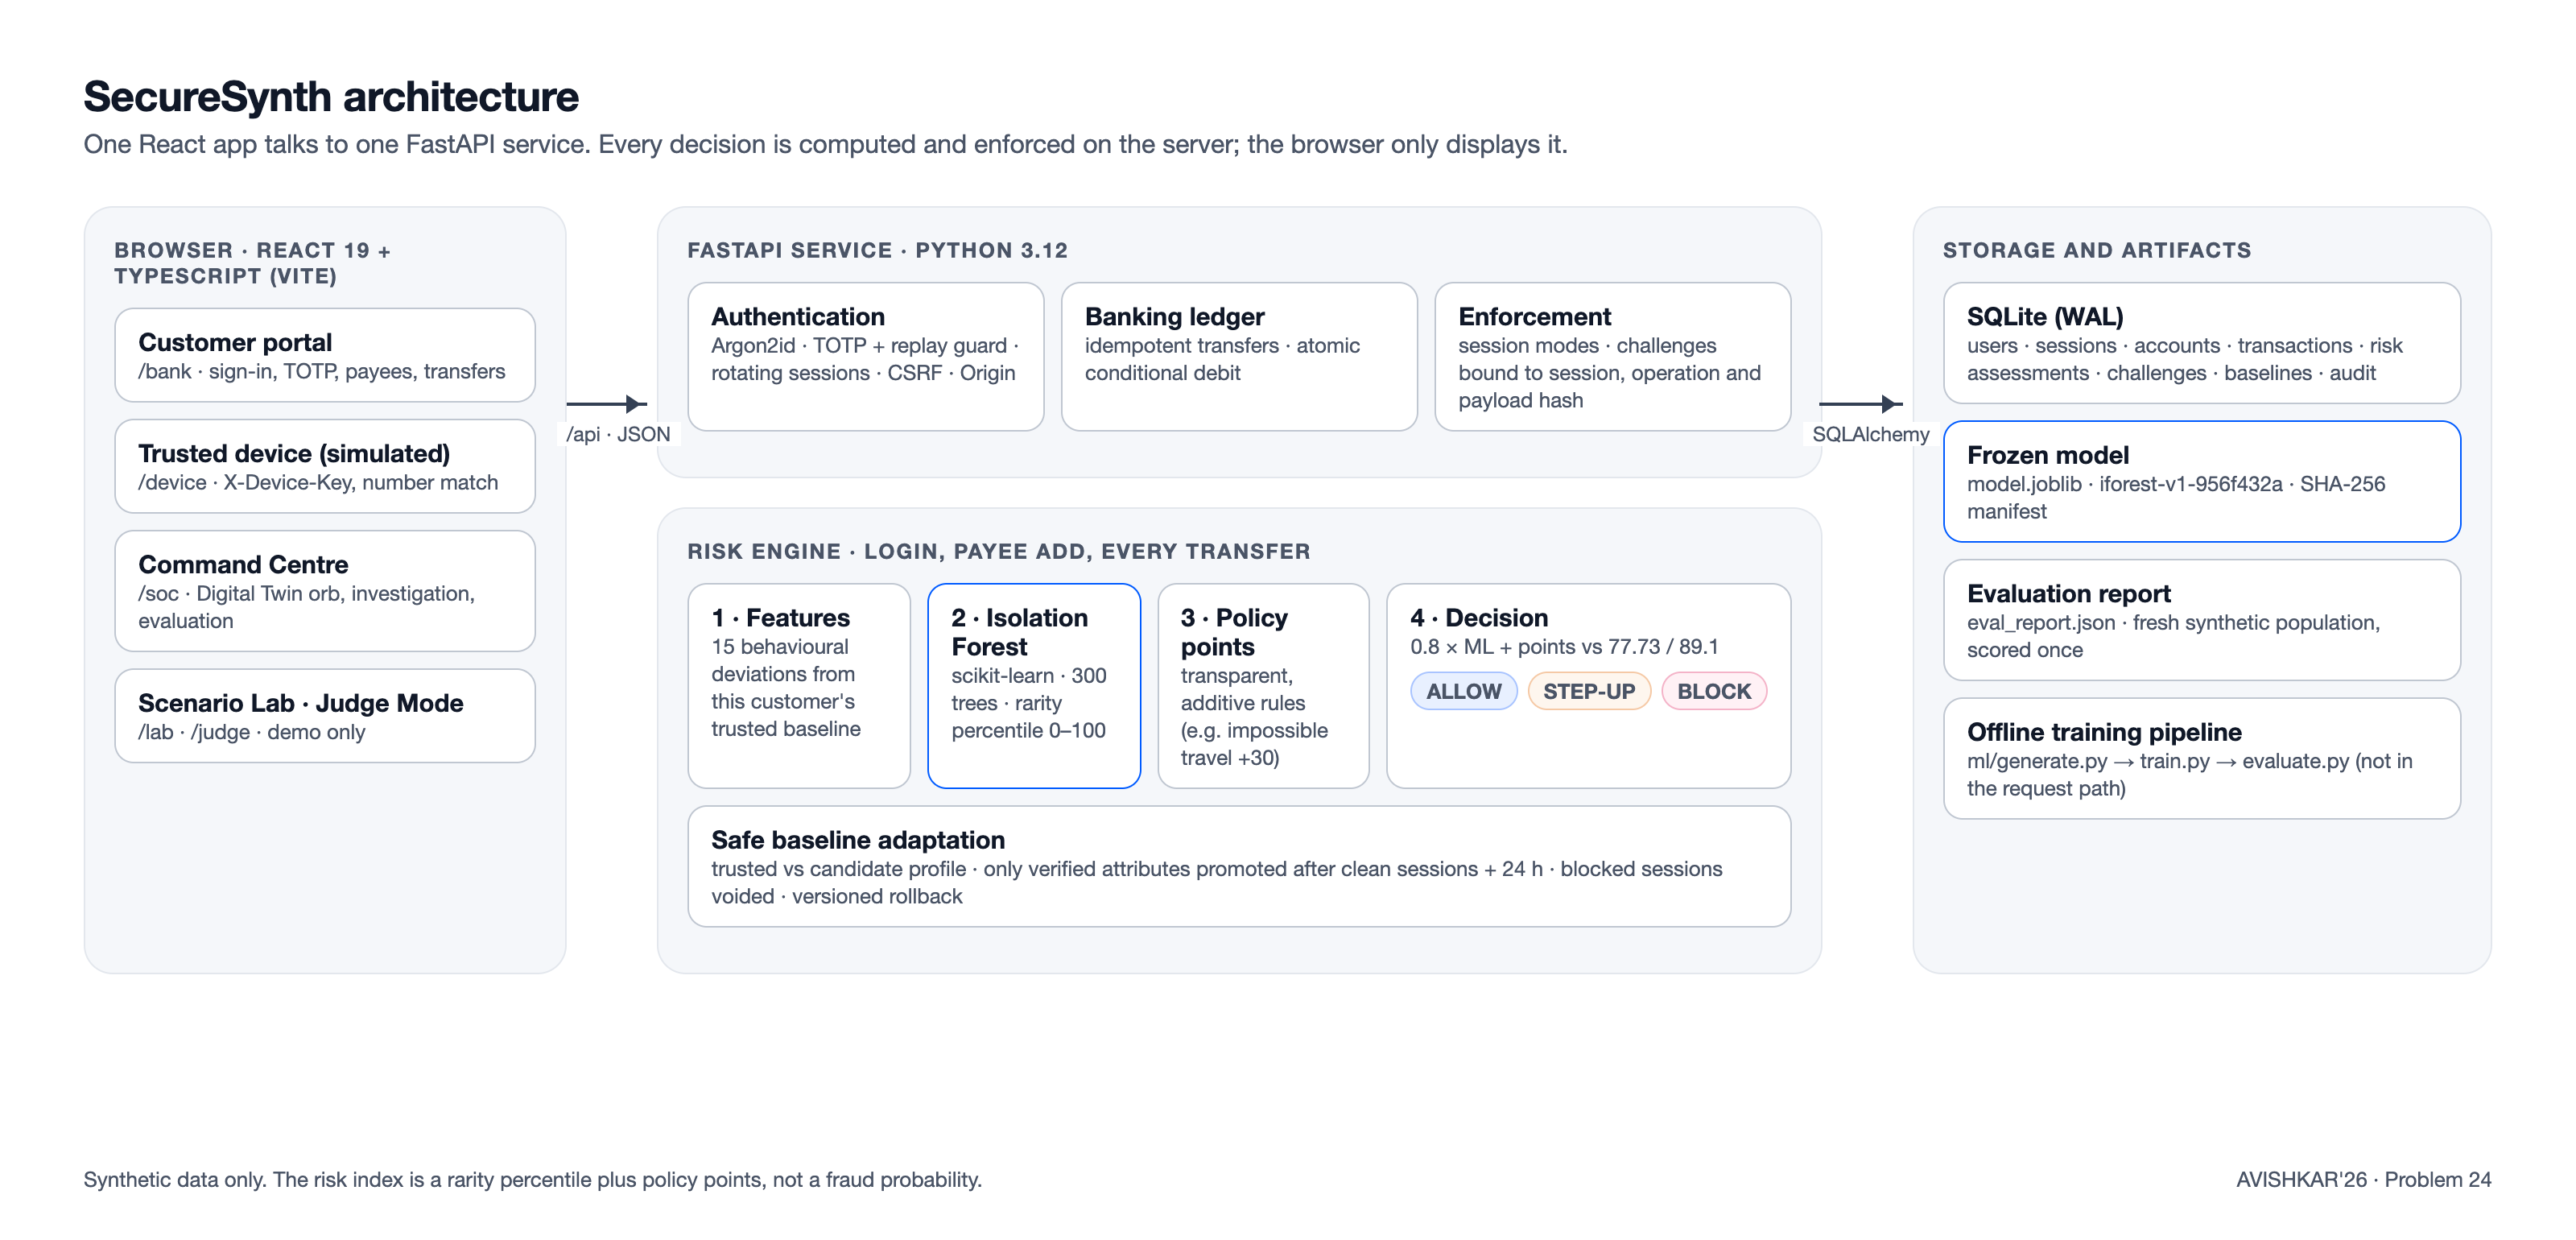 SecureSynth architecture
One React app talks to one FastAPI service. Every decision is computed and enforced on the server; the browser only displays it.
BROWSER · REACT 19 +
TYPESCRIPT (VITE)
Customer portal
/bank · sign-in, TOTP, payees, transfers
Trusted device (simulated)
/device · X-Device-Key, number match
Command Centre
/soc · Digital Twin orb, investigation,
evaluation
Scenario Lab · Judge Mode
/lab · /judge · demo only
/api · JSON
FASTAPI SERVICE · PYTHON 3.12
Authentication
Argon2id · TOTP + replay guard ·
rotating sessions · CSRF · Origin
Banking ledger
idempotent transfers · atomic
conditional debit
Enforcement
session modes · challenges
bound to session, operation and
payload hash
RISK ENGINE · LOGIN, PAYEE ADD, EVERY TRANSFER
1 · Features
15 behavioural
deviations from
this customer's
trusted baseline
2 · Isolation
Forest
scikit-learn · 300
trees · rarity
percentile 0–100
3 · Policy
points
transparent,
additive rules
(e.g. impossible
travel +30)
4 · Decision
0.8 × ML + points vs 77.73 / 89.1
ALLOW STEP-UP BLOCK
Safe baseline adaptation
trusted vs candidate profile · only verified attributes promoted after clean sessions + 24 h · blocked sessions
voided · versioned rollback
SQLAlchemy
STORAGE AND ARTIFACTS
SQLite (WAL)
users · sessions · accounts · transactions · risk
assessments · challenges · baselines · audit
Frozen model
model.joblib · iforest-v1-956f432a · SHA-256
manifest
Evaluation report
eval_report.json · fresh synthetic population,
scored once
Offline training pipeline
ml/generate.py → train.py → evaluate.py (not in
the request path)
Synthetic data only. The risk index is a rarity percentile plus policy points, not a fraud probability.
AVISHKAR'26 · Problem 24